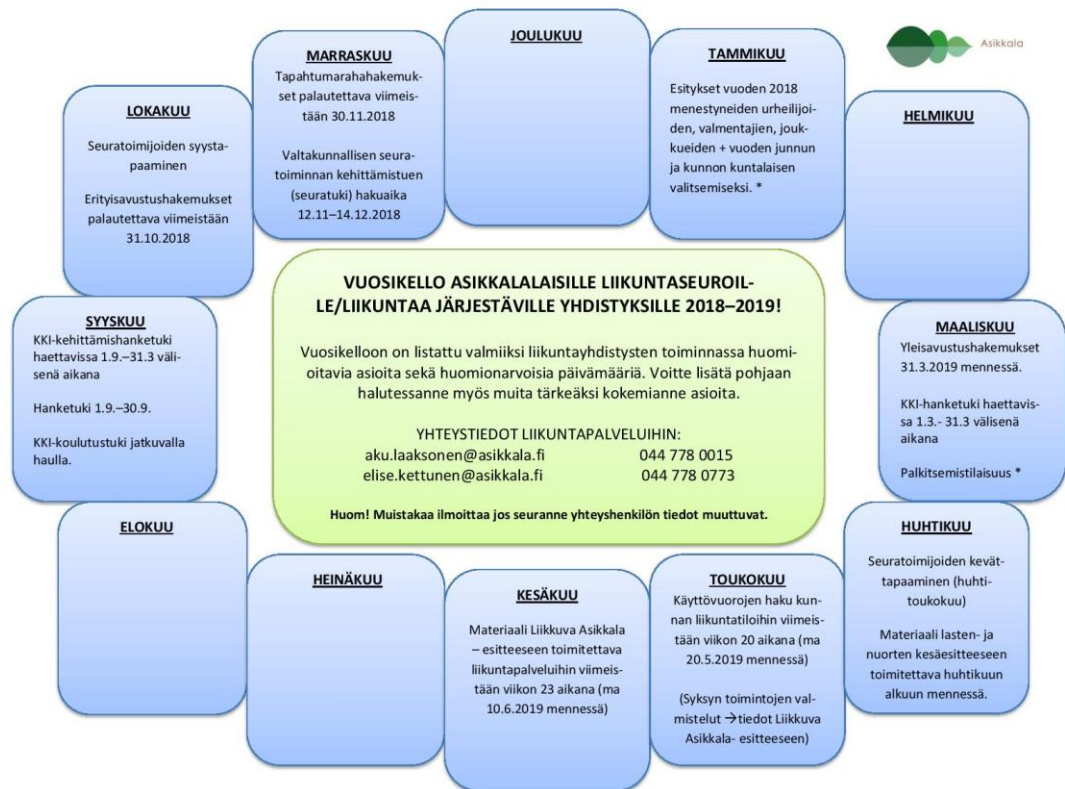 JOULUKUU
TAMMIKUU
Esitykset vuoden 2018
menestyneiden urheilijoi-
den, valmentajien, jouk-
kueiden + vuoden junnun
ja kunnon kuntalaisen
valitsemiseksi. *
Asikkala
HELMIKUU
MAALISKUU
Yleisavustushakemukset
31.3.2019 mennessä.
KKI-hanketuki haettavis-
sa 1.3.- 31.3 välisenä
aikana
Palkitsemistilaisuus *
HUHTIKUU
Seuratoimijoiden kevät-
tapaaminen (huhti-
toukokuu)
Materiaali lasten- ja
nuorten kesäesitteeseen
toimitettava huhtikuun
alkuun mennessä.
TOUKOKUU
Käyttövuorojen haku kun-
nan liikuntatiloihin viimeis-
tään viikon 20 aikana (ma
20.5.2019 mennessä)
(Syksyn toimintojen val-
mistelut →tiedot Liikkuva
Asikkala- esitteeseen)
KESÄKUU
Materiaali Liikkuva Asikkala
– esitteeseen toimitettava
liikuntapalveluihin viimeis-
tään viikon 23 aikana (ma
10.6.2019 mennessä)
HEINÄKUU
ELOKUU
SYYSKUU
KKI-kehittämishanketuki
haettavissa 1.9.–31.3 väli-
senä aikana
Hanketuki 1.9.–30.9.
KKI-koulutustuki jatkuvalla
haulla.
LOKAKUU
Seuratoimijoiden syysta-
paaminen
Erityisavustushakemukset
palautettava viimeistään
31.10.2018
MARRASKUU
Tapahtumarahahakemuk-
set palautettava viimeis-
tään 30.11.2018
Valtakunnallisen seura-
toiminnan kehittämistuen
(seuratuki) hakuaika
12.11–14.12.2018
VUOSIKELLO ASIKKALALAISILLE LIIKUNTASEUROIL-
LE/LIIKUNTAA JÄRJESTÄVILLE YHDISTYKSILLE 2018–2019!
Vuosikelloon on listattu valmiiksi liikuntayhdistysten toiminnassa huomi-
oitavia asioita sekä huomionarvoisia päivämääriä. Voitte lisätä pohjaan
halutessanne myös muita tärkeäksi kokemianne asioita.
YHTEYSTIEDOT LIIKUNTAPALVELUIHIN:
aku.laaksonen@asikkala.fi 044 778 0015
elise.kettunen@asikkala.fi 044 778 0773
Huom! Muistakaa ilmoittaa jos seuranne yhteyshenkilön tiedot muuttuvat.